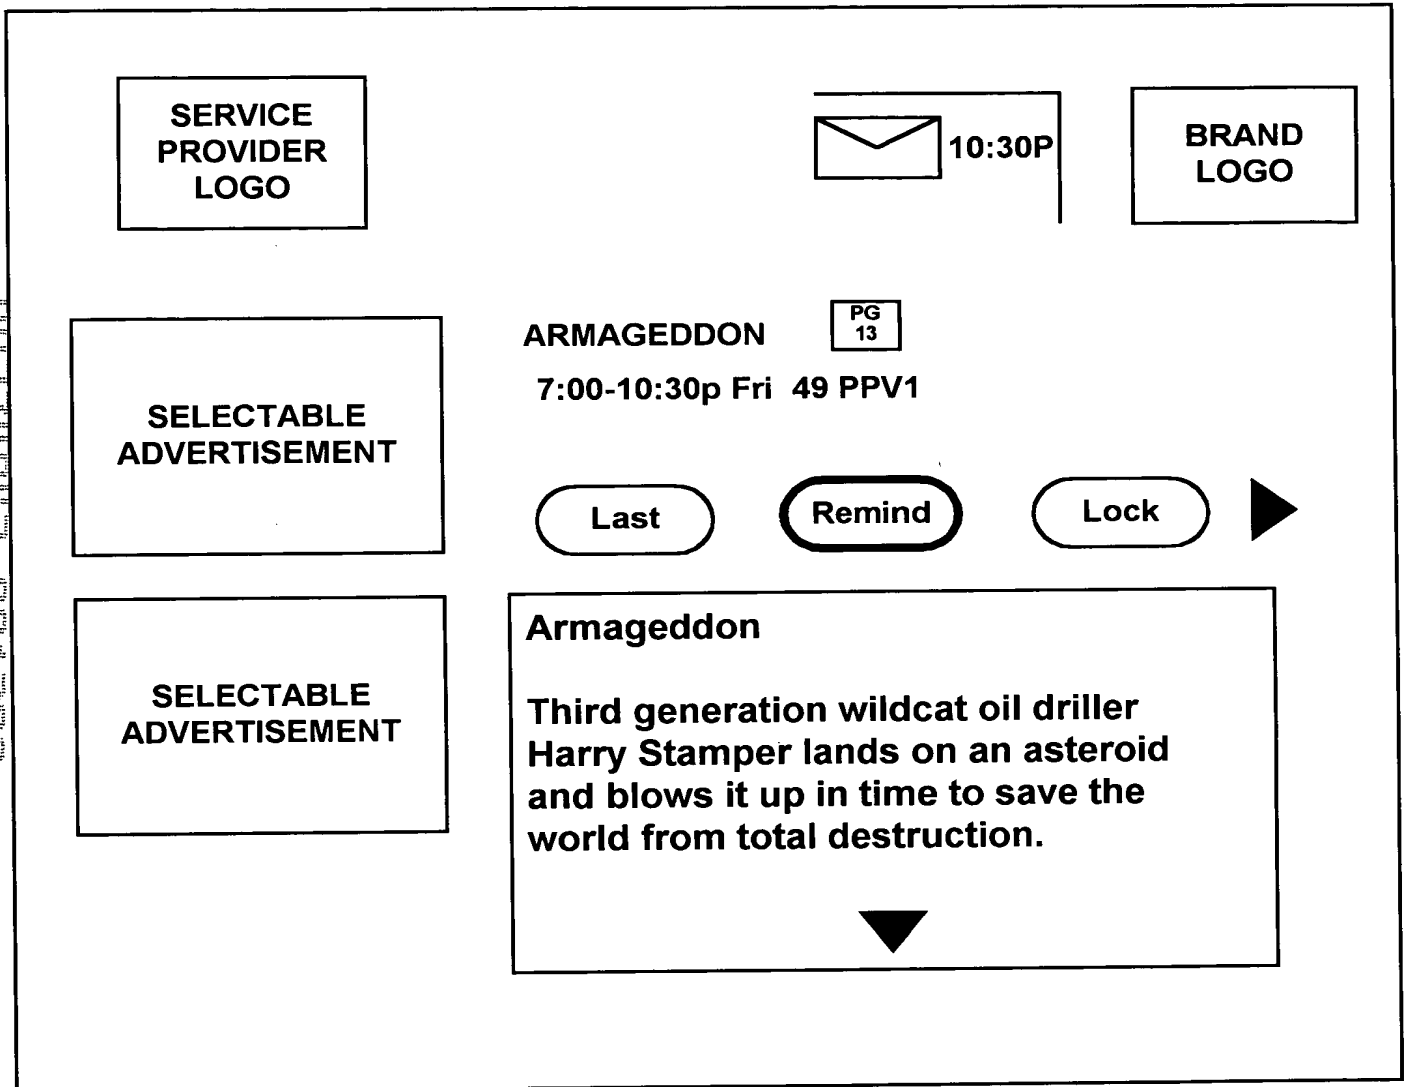 SERVICE
PROVIDER
LOGO
10:30P
BRAND
LOGO
SELECTABLE
ADVERTISEMENT
ARMAGEDDON
PG
13
7:00-10:30p Fri 49 PPV1
Last
Remind
Lock
SELECTABLE
ADVERTISEMENT
Armageddon
Third generation wildcat oil driller
Harry Stamper lands on an asteroid
and blows it up in time to save the
world from total destruction.